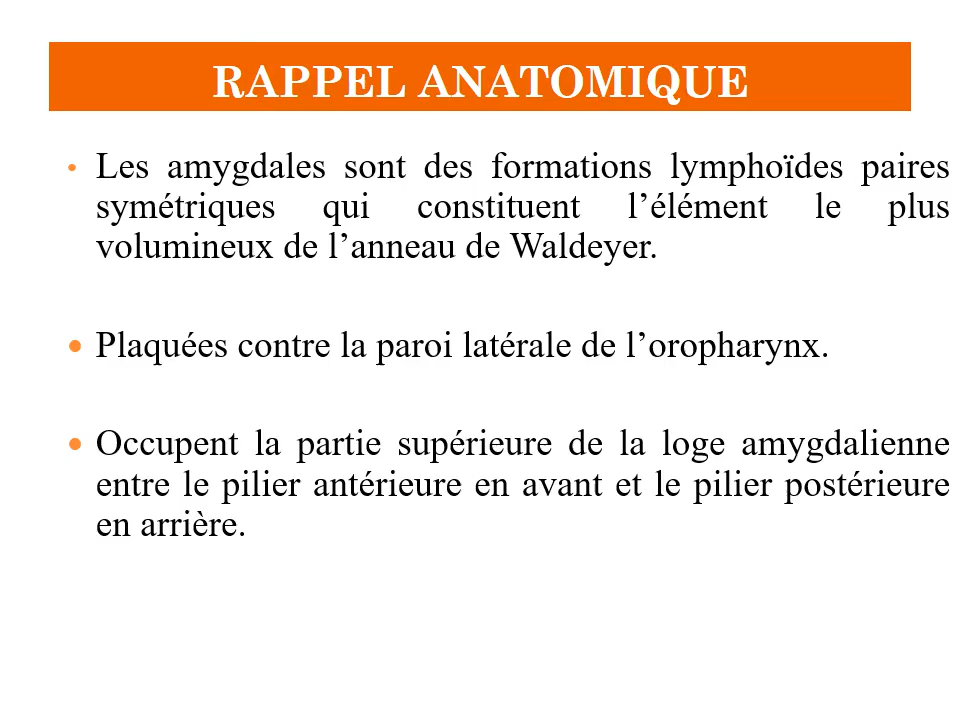 RAPPEL ANATOMIQUE
• Les amygdales sont des formations lymphoïdes paires
symétriques qui constituent l’élément le plus
volumineux de l’anneau de Waldeyer.
• Plaquées contre la paroi latérale de l’oropharynx.
• Occupent la partie supérieure de la loge amygdalienne
entre le pilier antérieure en avant et le pilier postérieure
en arrière.